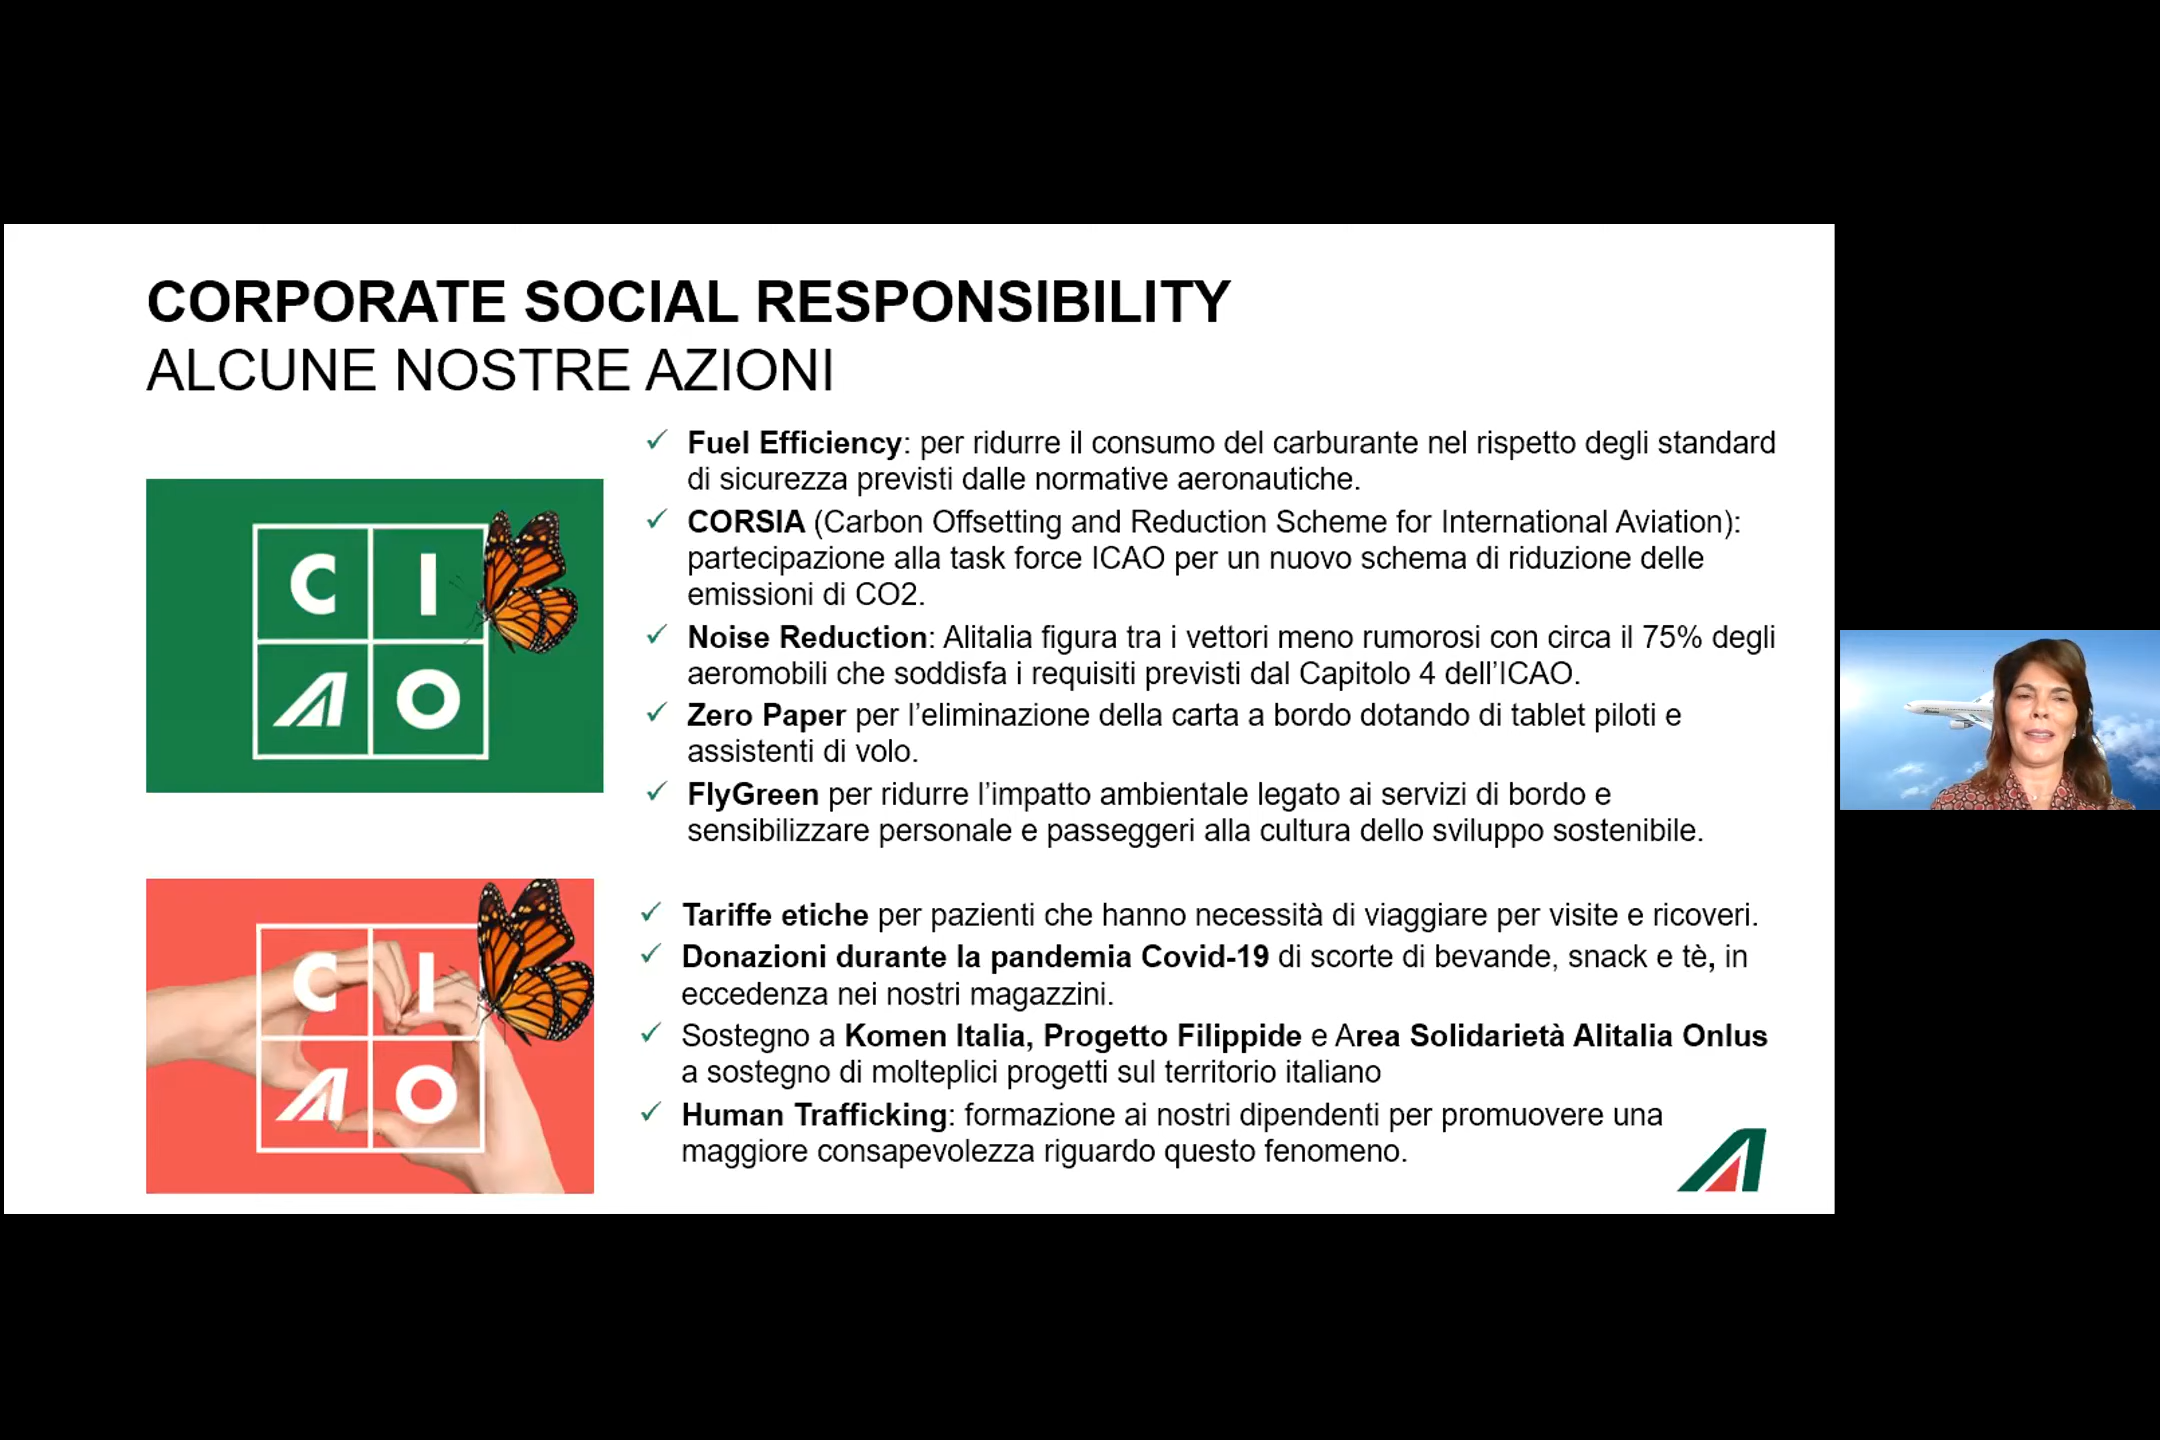 CORPORATE SOCIAL RESPONSIBILITY
ALCUNE NOSTRE AZIONI
C I
A O
✓ Fuel Efficiency: per ridurre il consumo del carburante nel rispetto degli standard
di sicurezza previsti dalle normative aeronautiche.
✓ CORSIA (Carbon Offsetting and Reduction Scheme for International Aviation):
partecipazione alla task force ICAO per un nuovo schema di riduzione delle
emissioni di CO2.
✓ Noise Reduction: Alitalia figura tra i vettori meno rumorosi con circa il 75% degli
aeromobili che soddisfa i requisiti previsti dal Capitolo 4 dell’ICAO.
✓ Zero Paper per l’eliminazione della carta a bordo dotando di tablet piloti e
assistenti di volo.
✓ FlyGreen per ridurre l’impatto ambientale legato ai servizi di bordo e
sensibilizzare personale e passeggeri alla cultura dello sviluppo sostenibile.
C I
A O
✓ Tariffe etiche per pazienti che hanno necessità di viaggiare per visite e ricoveri.
✓ Donazioni durante la pandemia Covid-19 di scorte di bevande, snack e tè, in
eccedenza nei nostri magazzini.
✓ Sostegno a Komen Italia, Progetto Filippide e Area Solidarietà Alitalia Onlus
a sostegno di molteplici progetti sul territorio italiano
✓ Human Trafficking: formazione ai nostri dipendenti per promuovere una
maggiore consapevolezza riguardo questo fenomeno.